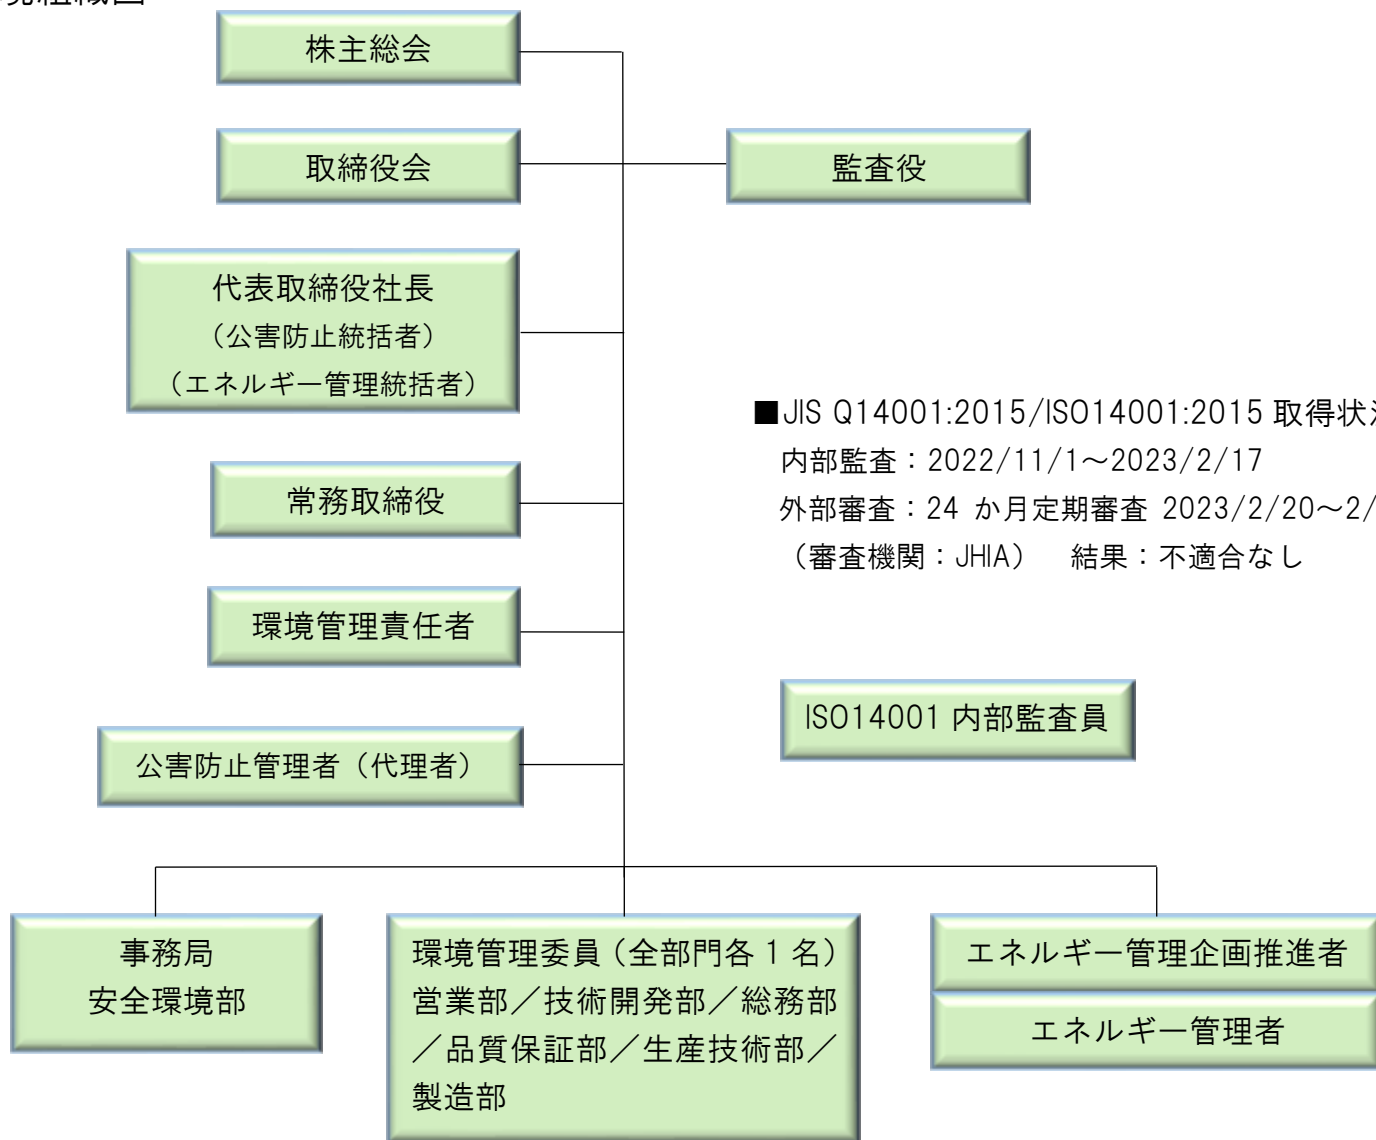 株主総会
取締役会
監査役
代表取締役社長
（公害防止統括者）
（エネルギー管理統括者）
■JIS Q14001:2015/ISO14001:2015 取得状
内部監査：2022/11/1～2023/2/17
外部審査：24 か月定期審査 2023/2/20～2/
（審査機関：JHIA）　結果：不適合なし
常務取締役
環境管理責任者
ISO14001 内部監査員
公害防止管理者（代理者）
事務局
安全環境部
環境管理委員（全部門各 1 名）
営業部／技術開発部／総務部
／品質保証部／生産技術部／
製造部
エネルギー管理企画推進者
エネルギー管理者